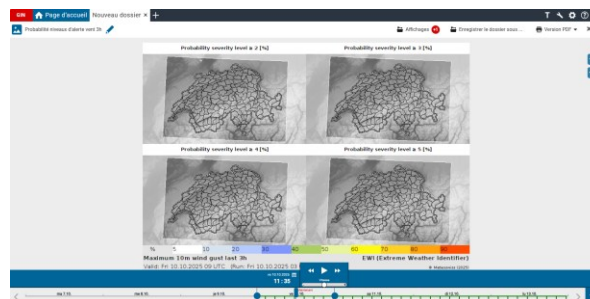 GIN Page d'accueil Nouveau dossier × +
Probabilité niveaux d'alerte vent 3h
Affichages
Enregistrer le dossier sous ...
Version PDF
Probability severity level ≥ 2 [%]
Probability severity level ≥ 3 [%]
Probability severity level ≥ 4 [%]
Probability severity level ≥ 5 [%]
% 5 10 20 30 40 50 60 70 80 90
Maximum 10m wind gust last 3h
EWI (Extreme Weather Identifier)
Valid: Fri 10.10.2025 09 UTC (Run: Fri 10.10.2025 03
11:35